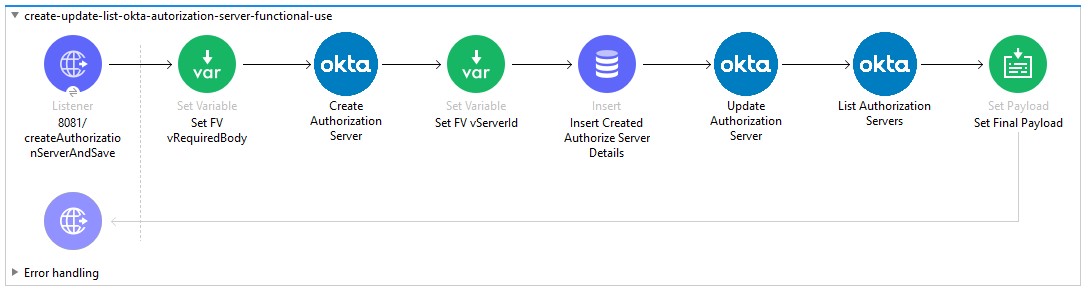 create-update-list-okta-autorization-server-functional-use
var
okta
var
okta
okta
Listener
Set Variable
Create
Set Variable
Insert
Update
List Authorization
Set Payload
8081/
Set FV
Authorization
Set FV vServerId
Insert Created
Authorization
Servers
Set Final Payload
createAuthorizatio
vRequiredBody
Server
Authorize Server
Server
nServerAndSave
Details
Error handling